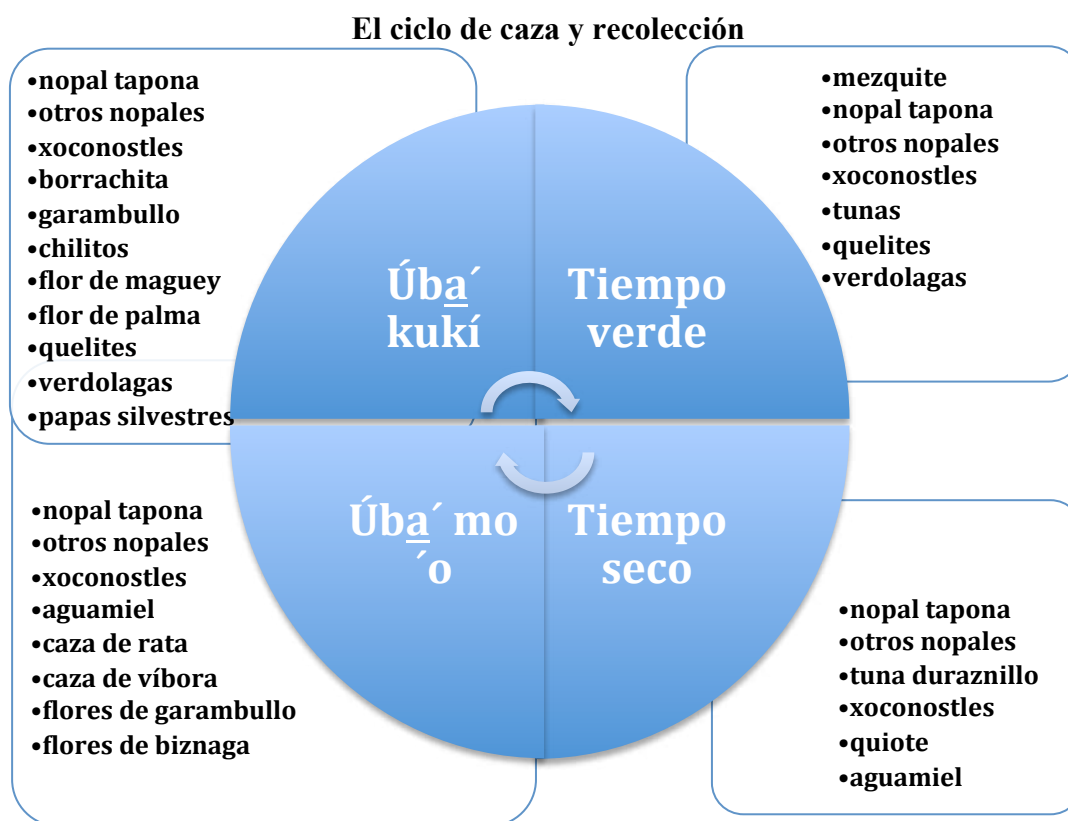 El ciclo de caza y recolección
•nopal tapona
•otros nopales
•xoconostles
•borrachita
•garambullo
•chilitos
•flor de maguey
•flor de palma
•quelites
•verdolagas
•papas silvestres
•mezquite
•nopal tapona
•otros nopales
•xoconostles
•tunas
•quelites
•verdolagas
Úba̲´
kukí
Tiempo
verde
Úba̲´ mo
´o
Tiempo
seco
•nopal tapona
•otros nopales
•xoconostles
•aguamiel
•caza de rata
•caza de víbora
•flores de garambullo
•flores de biznaga
•nopal tapona
•otros nopales
•tuna duraznillo
•xoconostles
•quiote
•aguamiel